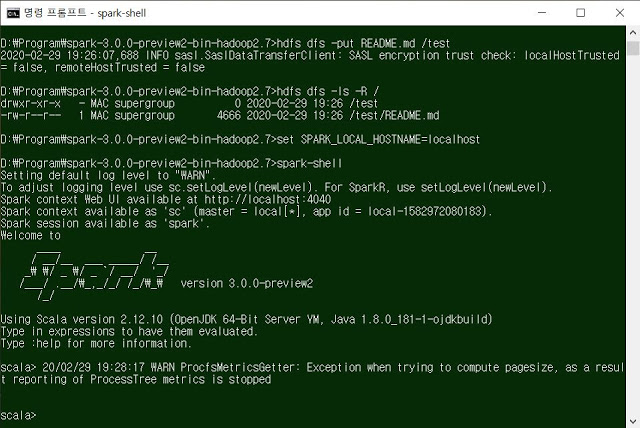 명령 프롬프트 - spark-shell
D:₩Program₩spark-3.0.0-preview2-bin-hadoop2.7>hdfs dfs -put README.md /test
2020-02-29 19:26:07,688 INFO sasl.SaslDataTransferClient: SASL encryption trust check: localHostTrusted
= false, remoteHostTrusted = false
D:₩Program₩spark-3.0.0-preview2-bin-hadoop2.7>hdfs dfs -ls -R /
drwxr-xr-x   - MAC supergroup          0 2020-02-29 19:26 /test
-rw-r--r--   1 MAC supergroup       4666 2020-02-29 19:26 /test/README.md
D:₩Program₩spark-3.0.0-preview2-bin-hadoop2.7>set SPARK_LOCAL_HOSTNAME=localhost
D:₩Program₩spark-3.0.0-preview2-bin-hadoop2.7>spark-shell
Setting default log level to "WARN".
To adjust logging level use sc.setLogLevel(newLevel). For SparkR, use setLogLevel(newLevel).
Spark context Web UI available at http://localhost:4040
Spark context available as 'sc' (master = local[*], app id = local-1582972080183).
Spark session available as 'spark'.
Welcome to
Spark version 3.0.0-preview2
Using Scala version 2.12.10 (OpenJDK 64-Bit Server VM, Java 1.8.0_181-1-ojdkbuild)
Type in expressions to have them evaluated.
Type :help for more information.
scala> 20/02/29 19:28:17 WARN ProcfsMetricsGetter: Exception when trying to compute pagesize, as a resul
t reporting of ProcessTree metrics is stopped
scala>